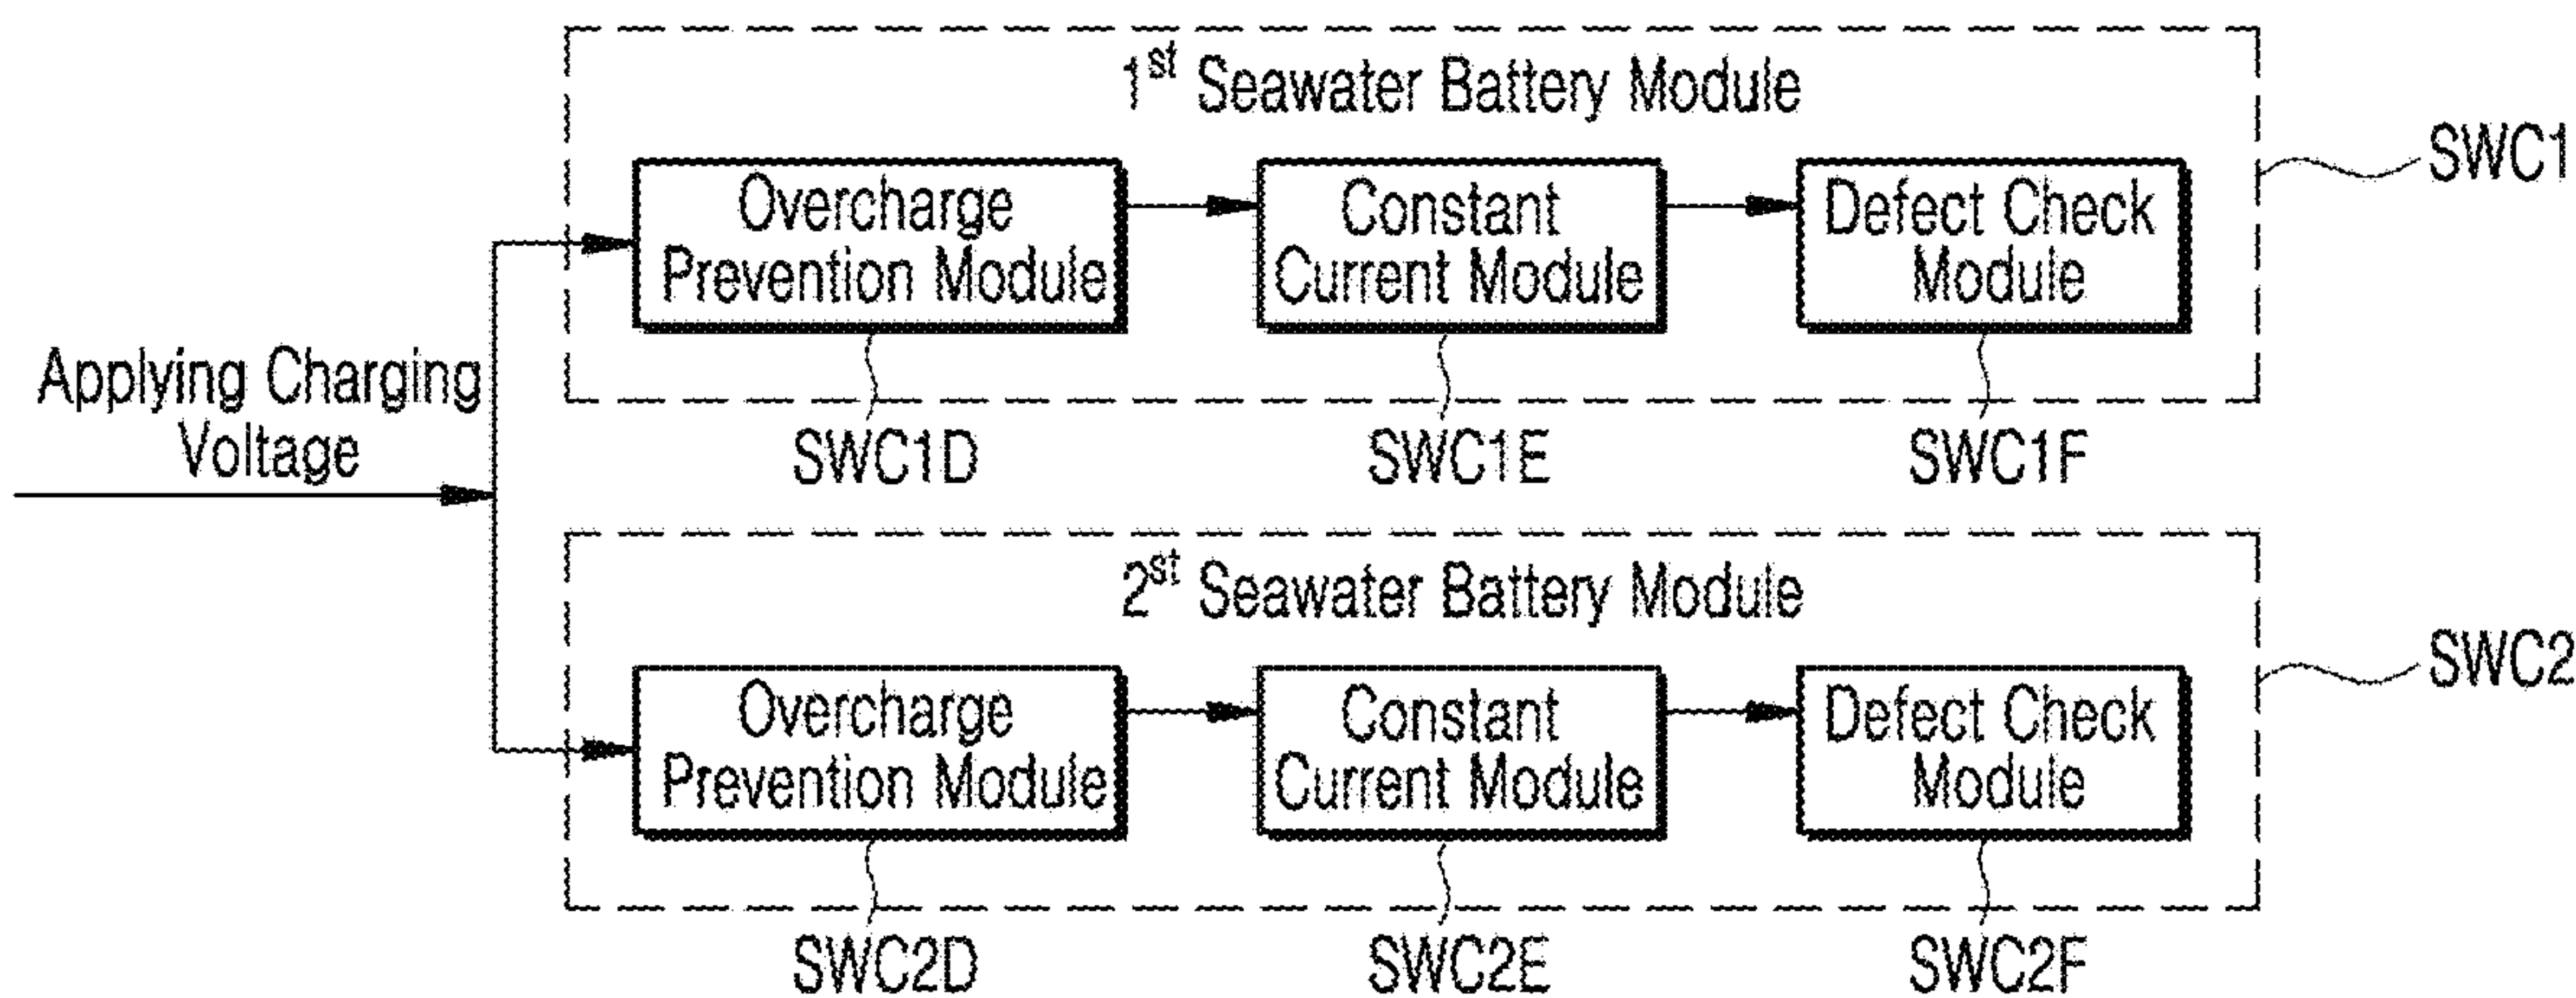 1st Seawater Battery Module
SWC1
Overcharge
Prevention Module
Constant
Current Module
Defect Check
Module
Applying Charging
Voltage
SWC1D
SWC1E
SWC1F
2st Seawater Battery Module
SWC2
Overcharge
Prevention Module
Constant
Current Module
Defect Check
Module
SWC2D
SWC2E
SWC2F